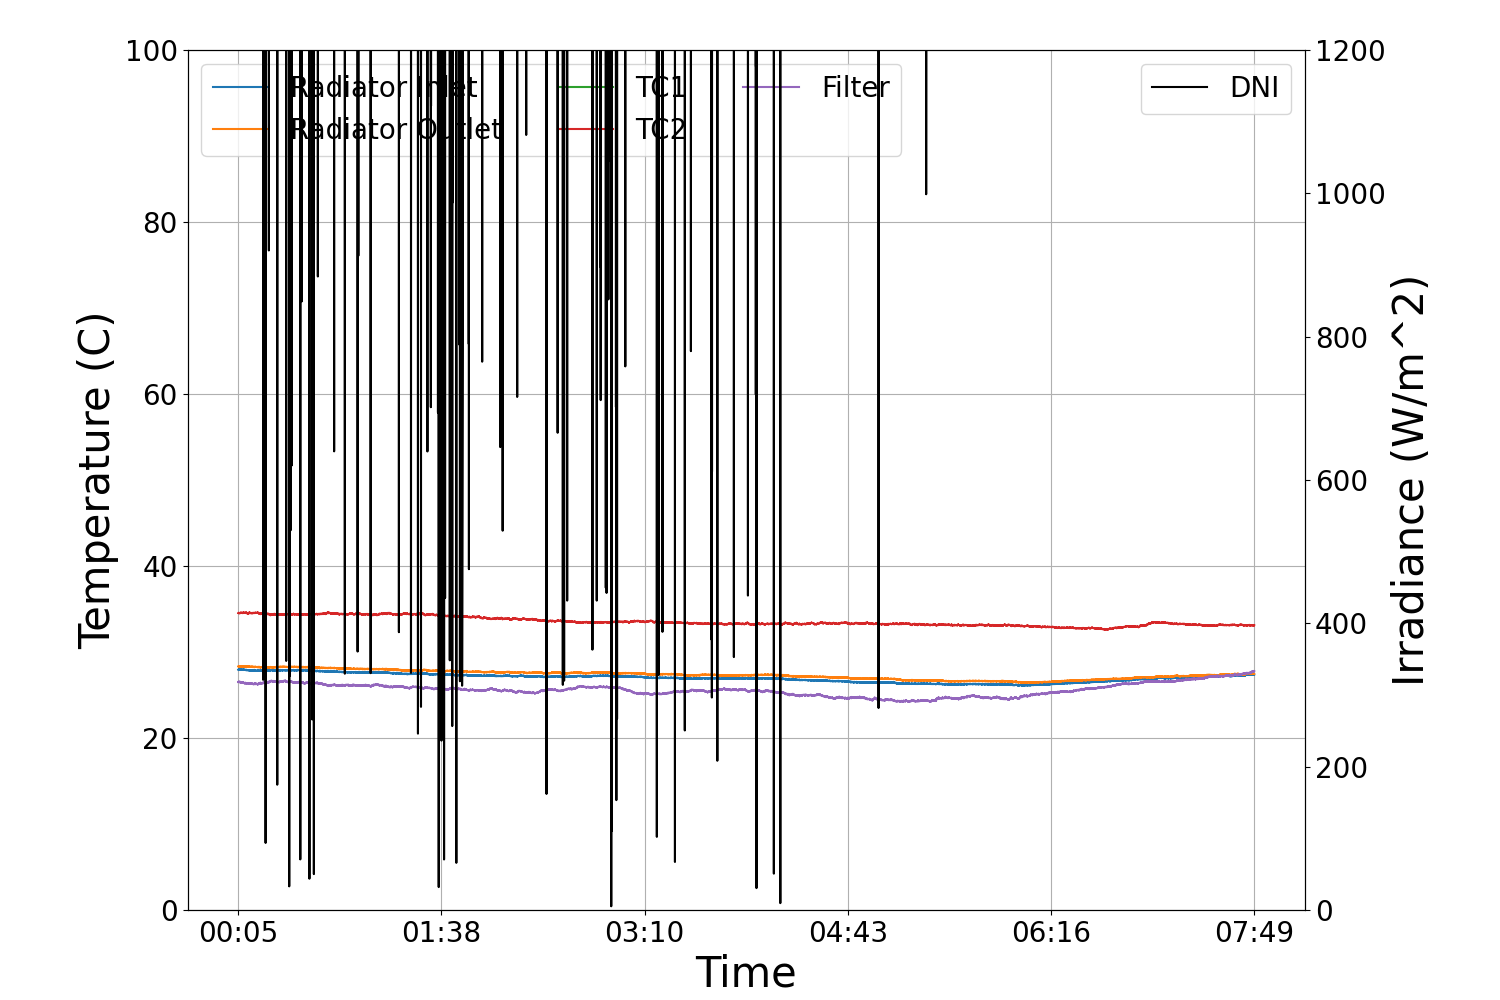 Radiator Inlet
Radiator Outlet
TC1
TC2
Filter
DNI
100
80
60
40
20
0
Temperature (C)
1200
1000
800
600
400
200
0
Irradiance (W/m^2)
00:05 01:38 03:10 04:43 06:16 07:49
Time